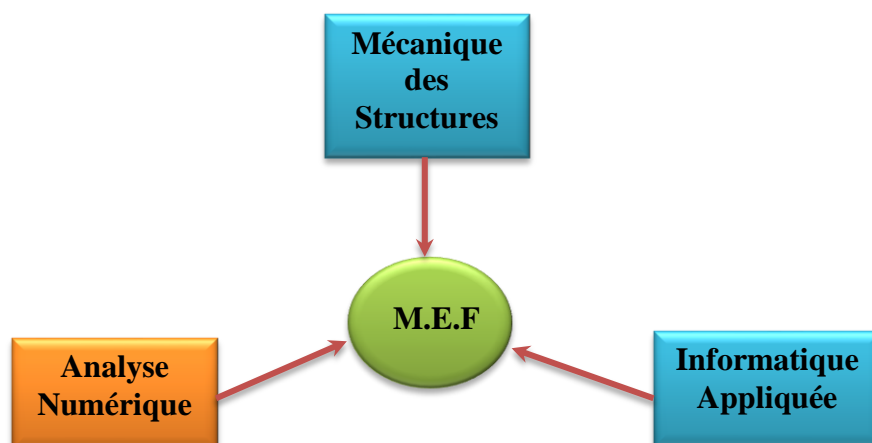 Mécanique
des
Structures
M.E.F
Analyse
Numérique
Informatique
Appliquée